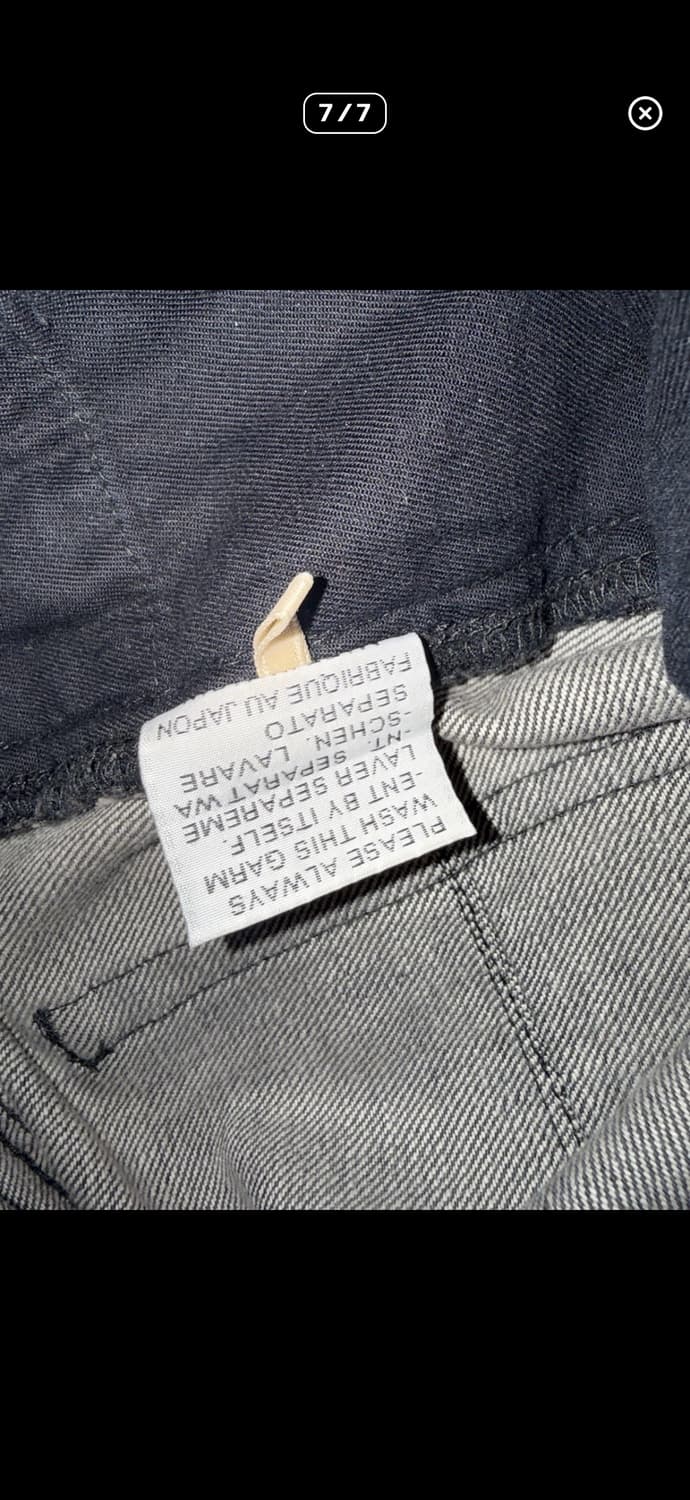 7/7
PLEASE ALWAYS
WASH THIS GARM
-ENT BY ITSELF.
LAVER SEPAREME
-NT. SEPARAT WA
-SCHEN. LAVARE
SEPARATO
FABRIQUE AU JAPON